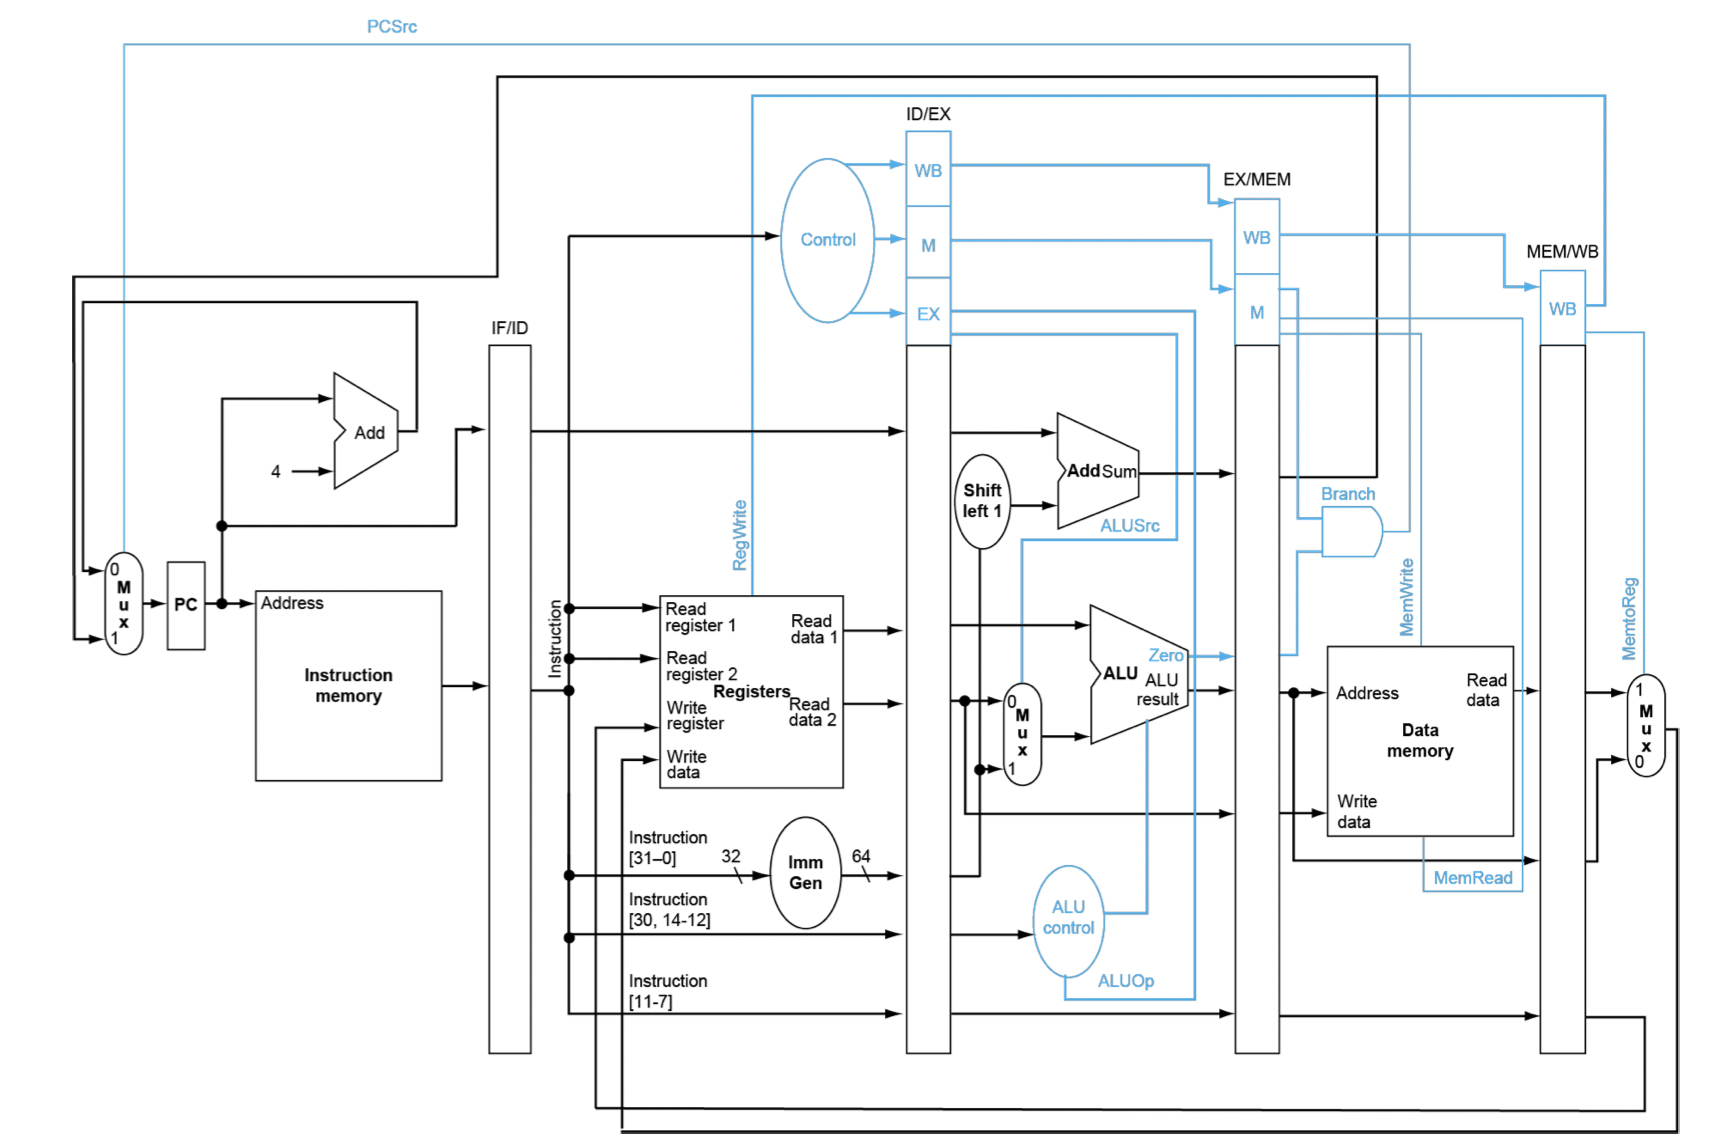 PCSrc
ID/EX
WB
EX/MEM
Control
M
WB
MEM/WB
EX
M
WB
IF/ID
Add
4
Add Sum
Shift
left 1
Branch
ALUSrc
RegWrite
MemWrite
MemtoReg
0
M
u
x
1
PC
Address
Instruction
memory
Instruction
Read
register 1
Read
register 2
Write
register
Write
data
Registers
Read
data 1
Read
data 2
0
M
u
x
1
Zero
ALU
ALU
result
Address
Read
data
Data
memory
Write
data
1
M
u
x
0
MemRead
Instruction
[31–0]
32
Imm
Gen
64
Instruction
[30, 14-12]
ALU
control
Instruction
[11-7]
ALUOp